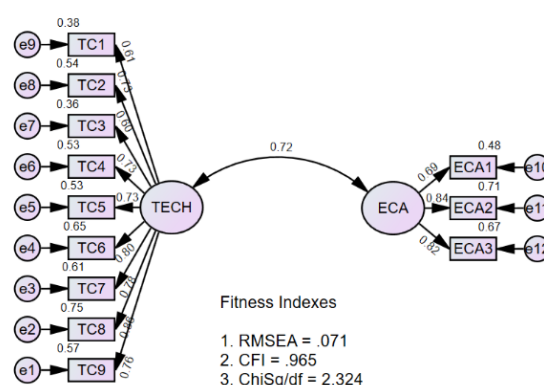 0.38
e9 TC1 0.61
0.54
e8 TC2 0.73
0.36
e7 TC3 0.60
0.53
e6 TC4 0.73
0.53
e5 TC5 0.73
0.65
e4 TC6 0.80
0.61
e3 TC7 0.78
0.75
e2 TC8 0.86
0.57
e1 TC9 0.76
TECH
0.72
ECA
0.48
0.69 ECA1 e10
0.71
0.84 ECA2 e11
0.67
0.82 ECA3 e12
Fitness Indexes
1. RMSEA = .071
2. CFI = .965
3. ChiSq/df = 2.324